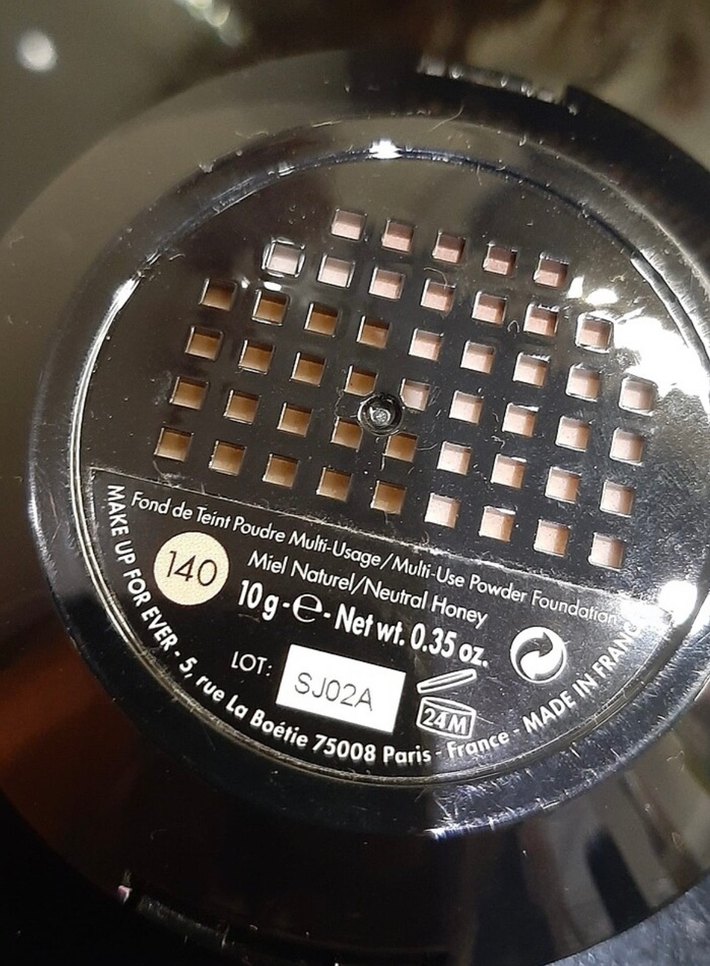 Fond de Teint Poudre Multi-Usage/Multi-Use Powder Foundation
140
Miel Naturel/Neutral Honey
10 g - e - Net wt. 0.35 oz.
LOT: SJ02A
24M
MAKE UP FOR EVER - 5, rue La Boétie 75008 Paris - France - MADE IN FRANC